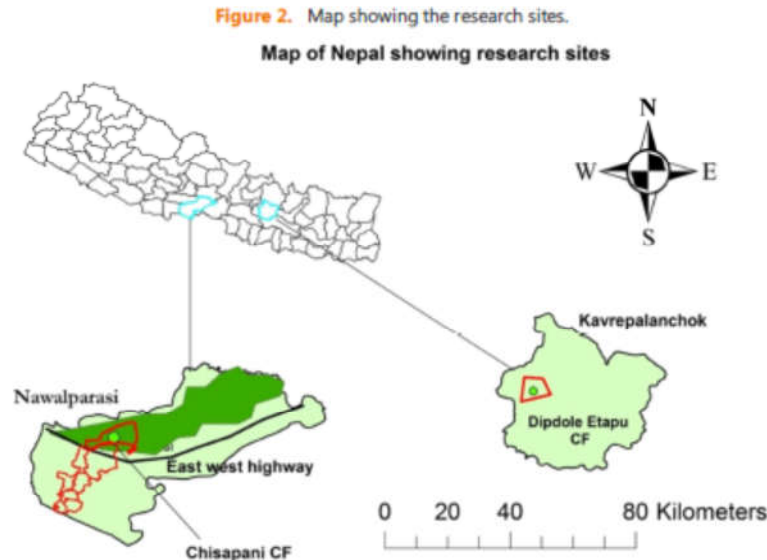 Figure 2. Map showing the research sites.
Map of Nepal showing research sites
N
W E
S
Kavrepalanchok
Nawalparasi
Dipdole Etapu
CF
East west highway
Chisapani CF
0 20 40 80 Kilometers